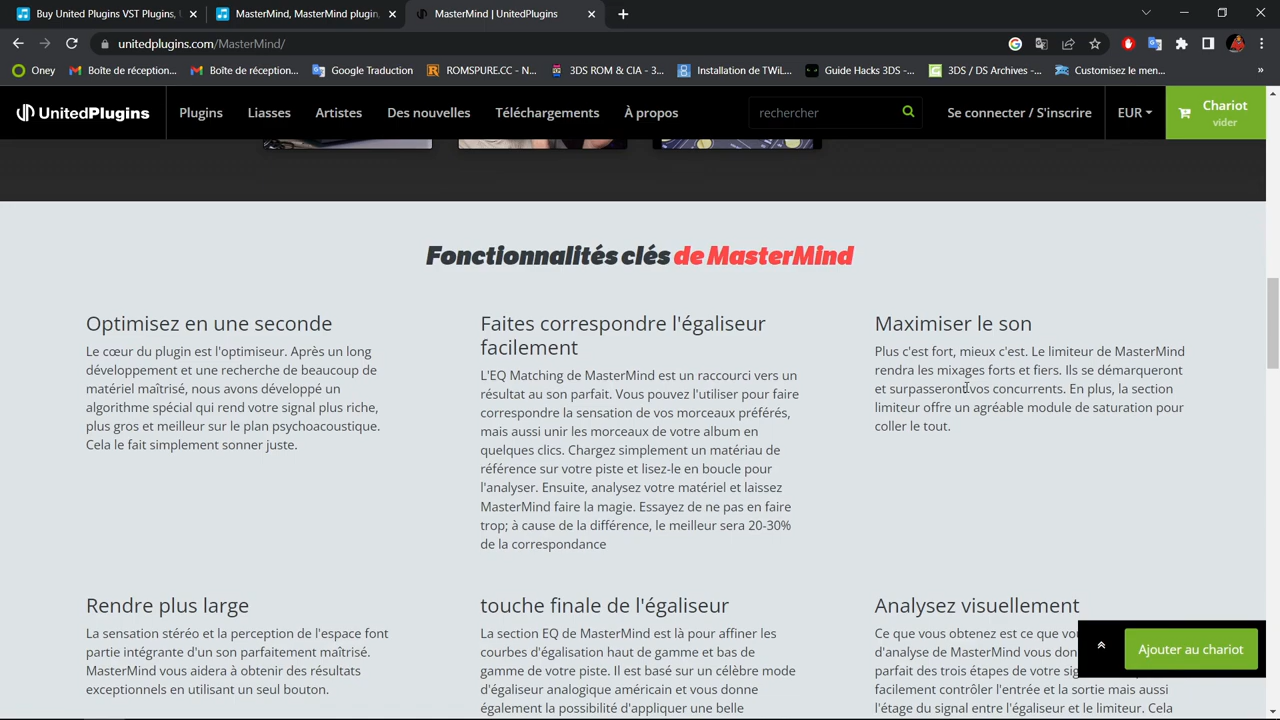 Buy United Plugins VST Plugins,
MasterMind, MasterMind plugin,
MasterMind | UnitedPlugins
unitedplugins.com/MasterMind/
Oney
Boîte de réception...
Boîte de réception...
Google Traduction
ROMSPURE.CC - N...
3DS ROM & CIA - 3...
Installation de TWiL...
Guide Hacks 3DS -...
3DS / DS Archives -...
Customisez le men...
»
UnitedPlugins
Plugins
Liasses
Artistes
Des nouvelles
Téléchargements
À propos
rechercher
Se connecter / S'inscrire
EUR
Chariot
vider
Fonctionnalités clés de MasterMind
Optimisez en une seconde
Le cœur du plugin est l'optimiseur. Après un long
développement et une recherche de beaucoup de
matériel maîtrisé, nous avons développé un
algorithme spécial qui rend votre signal plus riche,
plus gros et meilleur sur le plan psychoacoustique.
Cela le fait simplement sonner juste.
Faites correspondre l'égaliseur
facilement
L'EQ Matching de MasterMind est un raccourci vers un
résultat au son parfait. Vous pouvez l'utiliser pour faire
correspondre la sensation de vos morceaux préférés,
mais aussi unir les morceaux de votre album en
quelques clics. Chargez simplement un matériau de
référence sur votre piste et lisez-le en boucle pour
l'analyser. Ensuite, analysez votre matériel et laissez
MasterMind faire la magie. Essayez de ne pas en faire
trop; à cause de la différence, le meilleur sera 20-30%
de la correspondance
Maximiser le son
Plus c'est fort, mieux c'est. Le limiteur de MasterMind
rendra les mixages forts et fiers. Ils se démarqueront
et surpasseront vos concurrents. En plus, la section
limiteur offre un agréable module de saturation pour
coller le tout.
Rendre plus large
La sensation stéréo et la perception de l'espace font
partie intégrante d'un son parfaitement maîtrisé.
MasterMind vous aidera à obtenir des résultats
exceptionnels en utilisant un seul bouton.
touche finale de l'égaliseur
La section EQ de MasterMind est là pour affiner les
courbes d'égalisation haut de gamme et bas de
gamme de votre piste. Il est basé sur un célèbre mode
d'égaliseur analogique américain et vous donne
également la possibilité d'appliquer une belle
Analysez visuellement
Ce que vous obtenez est ce que vou
d'analyse de MasterMind vous don
parfait des trois étapes de votre sig
facilement contrôler l'entrée et la sortie mais aussi
l'étage du signal entre l'égaliseur et le limiteur. Cela
Ajouter au chariot